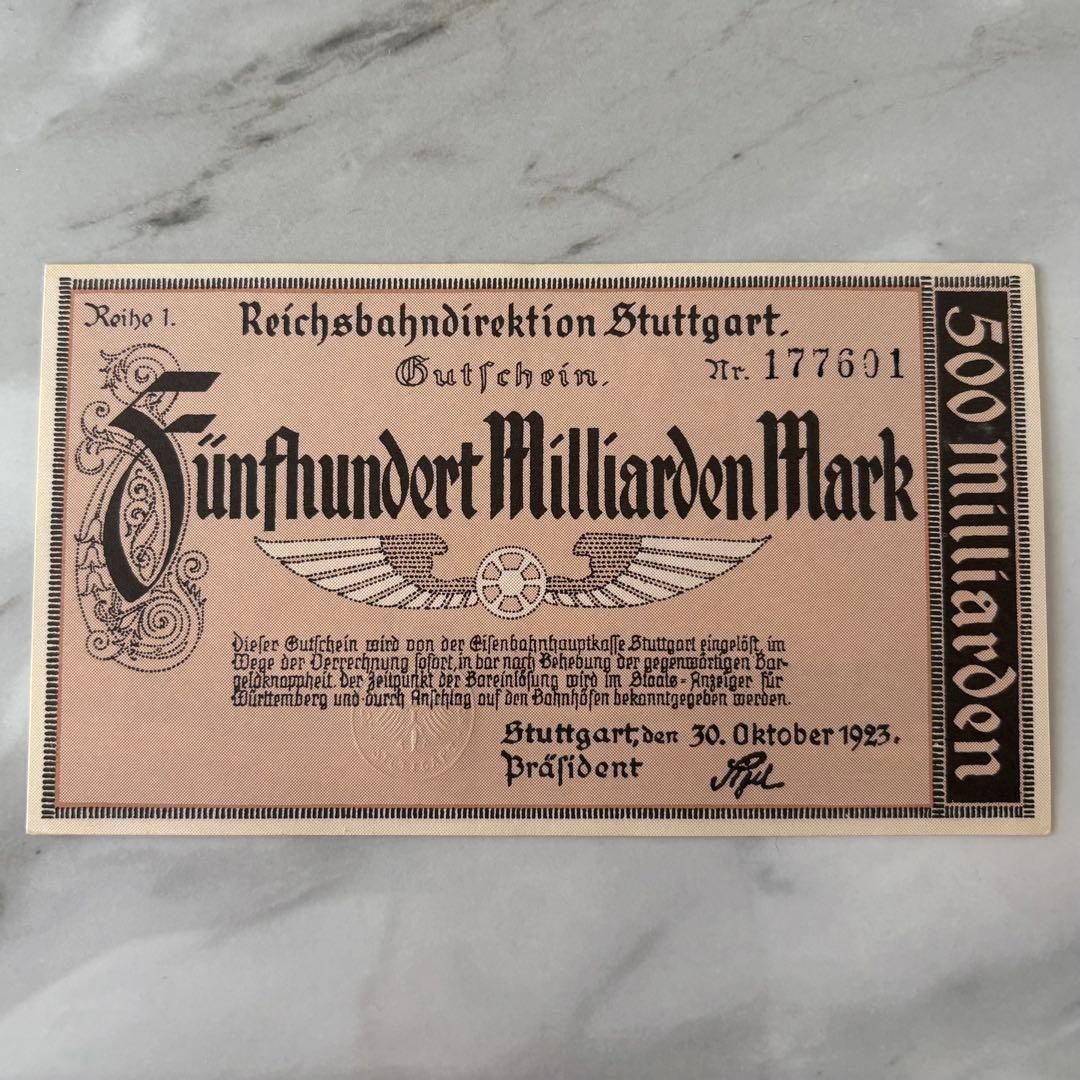 Reihe 1.
Reichsbahndirektion Stuttgart.
Gutschein.
Nr. 177601
Fünfhundert Milliarden Mark
Dieser Gutschein wird von der Eisenbahnhauptkasse Stuttgart eingelöst im
Wege der Verrechnung sofort, in bar nach Behebung der gegenwärtigen Bar-
geldknappheit. Der Zeitpunkt der Bareinlösung wird im Staats-Anzeiger für
Württemberg und durch Anschlag auf den Bahnhöfen bekanntgegeben werden.
Stuttgart, den 30. Oktober 1923.
Präsident
500 Milliarden